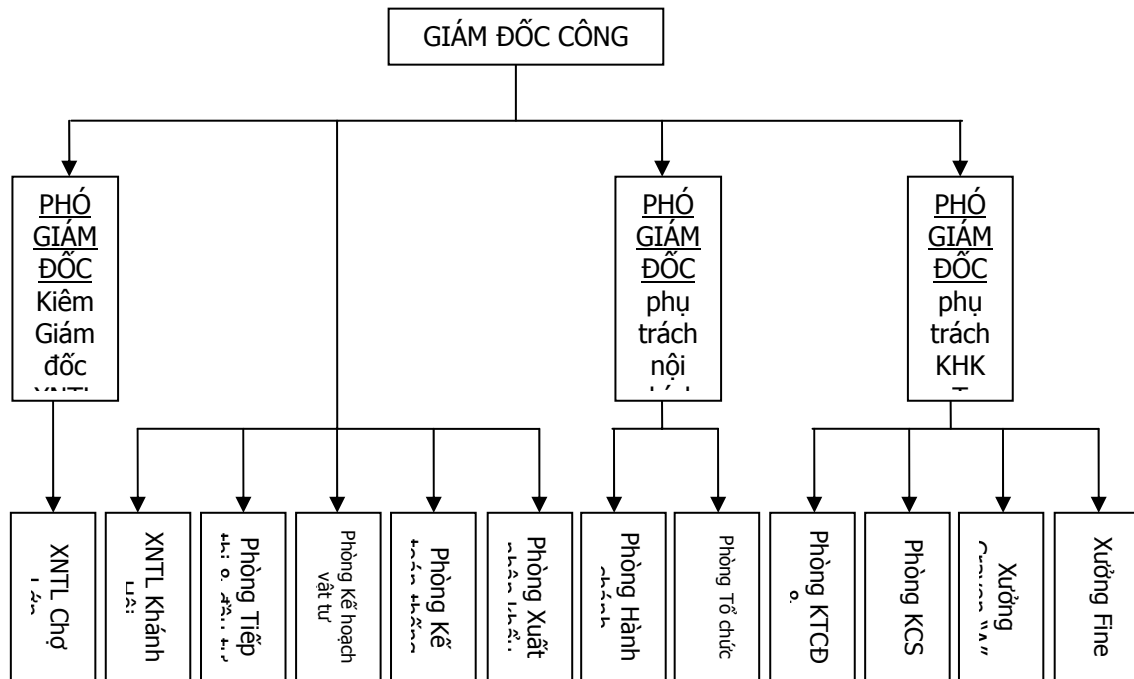 GIÁM ĐỐC CÔNG
PHÓ
GIÁM
ĐỐC
Kiêm
Giám
đốc
XNTL
PHÓ
GIÁM
ĐỐC
phụ
trách
nội
PHÓ
GIÁM
ĐỐC
phụ
trách
KHK
XNTL Chợ
XNTL Khánh
Phòng Tiếp
Phòng Kế hoạch
vật tư
Phòng Kế
Phòng Xuất
Phòng Hành
Phòng Tổ chức
Phòng KTCĐ
Phòng KCS
Xưởng
Xưởng Fine